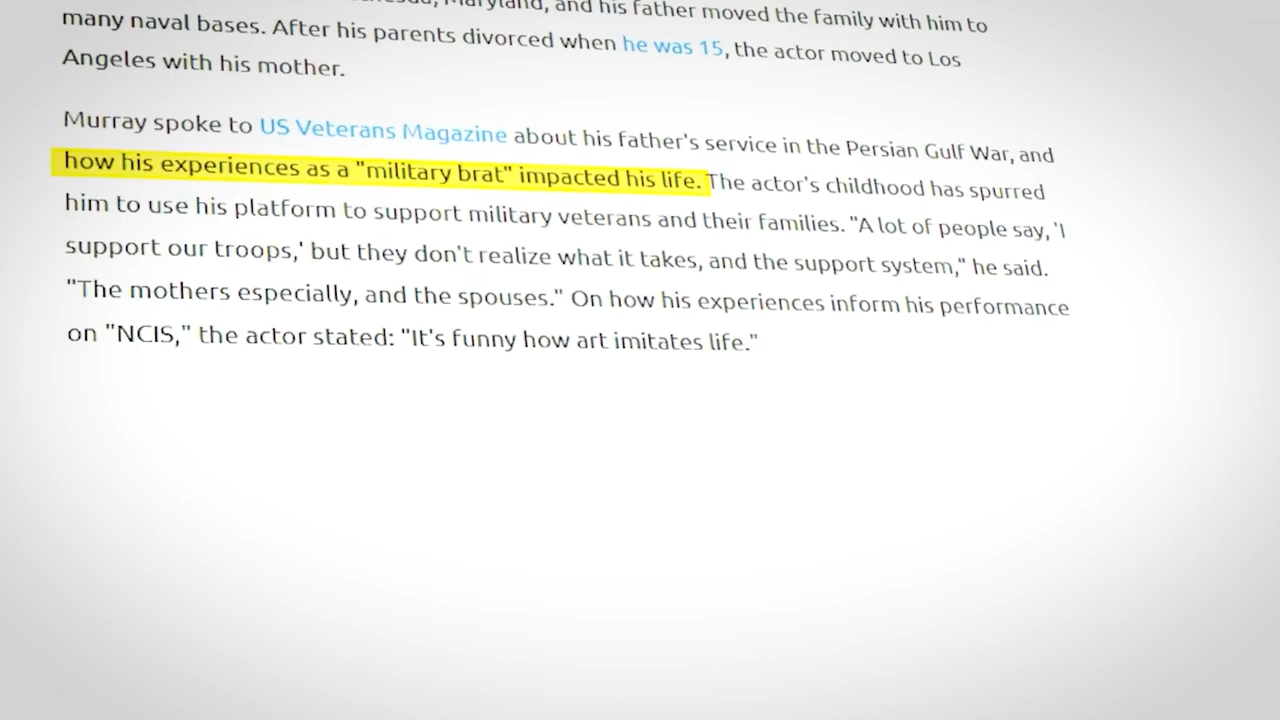 Maryland, and his father moved the family with him to
many naval bases. After his parents divorced when he was 15, the actor moved to Los
Angeles with his mother.
Murray spoke to US Veterans Magazine about his father's service in the Persian Gulf War, and
how his experiences as a "military brat" impacted his life. The actor's childhood has spurred
him to use his platform to support military veterans and their families. "A lot of people say, 'I
support our troops,' but they don't realize what it takes, and the support system," he said.
"The mothers especially, and the spouses." On how his experiences inform his performance
on "NCIS," the actor stated: "It's funny how art imitates life."